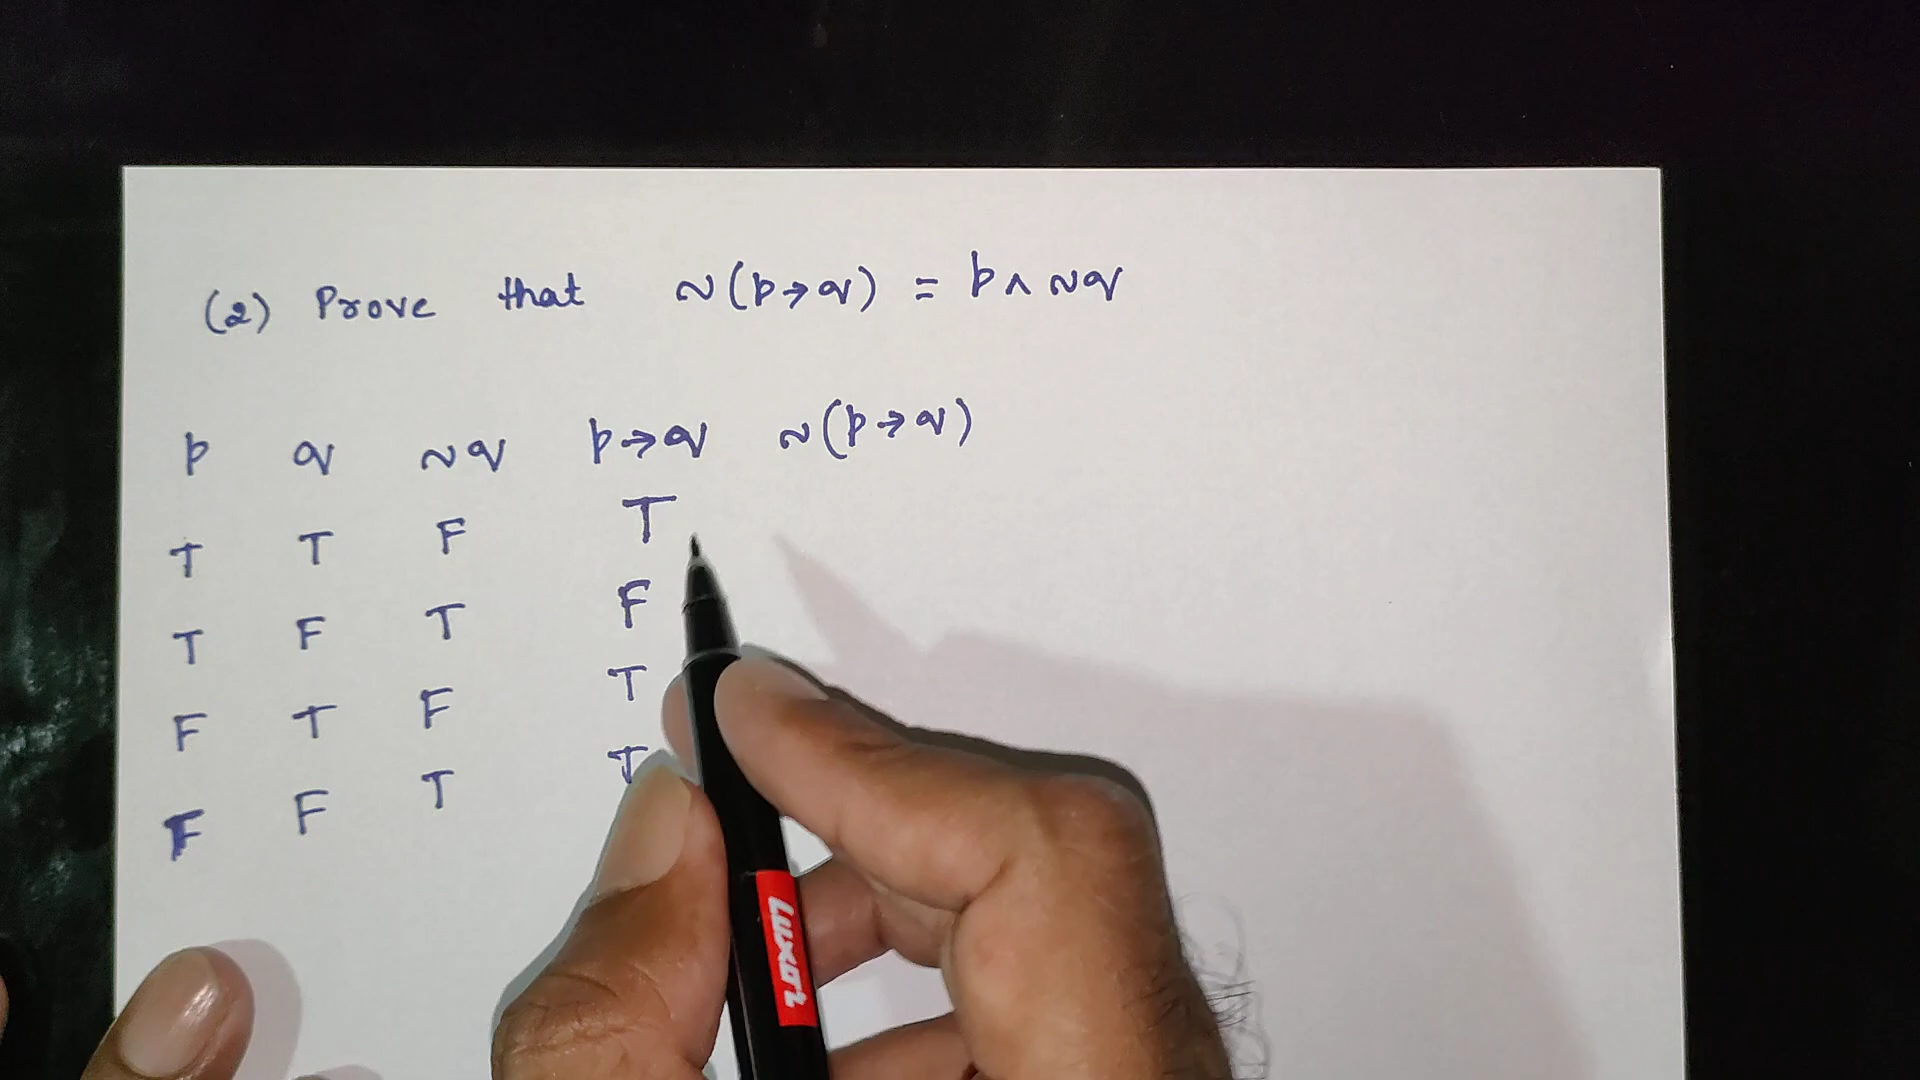 (2) Prove that ~(p→q) = p∧~q
p q ~q p→q ~(p→q)
T T F T
T F T F
F T F T
F F T T
Luxor